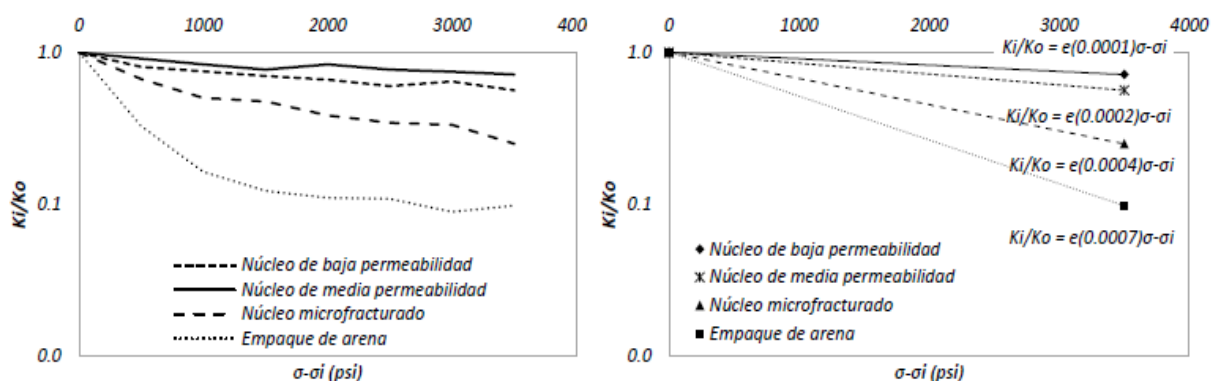 0 1000 2000 3000 400
1.0
0.1
0.0
Ki/Ko
Núcleo de baja permeabilidad
Núcleo de media permeabilidad
Núcleo microfracturado
Empaque de arena
σ-σi (psi)
0 1000 2000 3000 4000
1.0
0.1
0.0
Ki/Ko
Ki/Ko = e(0.0001)σ-σi
Ki/Ko = e(0.0002)σ-σi
Ki/Ko = e(0.0004)σ-σi
Ki/Ko = e(0.0007)σ-σi
Núcleo de baja permeabilidad
Núcleo de media permeabilidad
Núcleo microfracturado
Empaque de arena
σ-σi (psi)